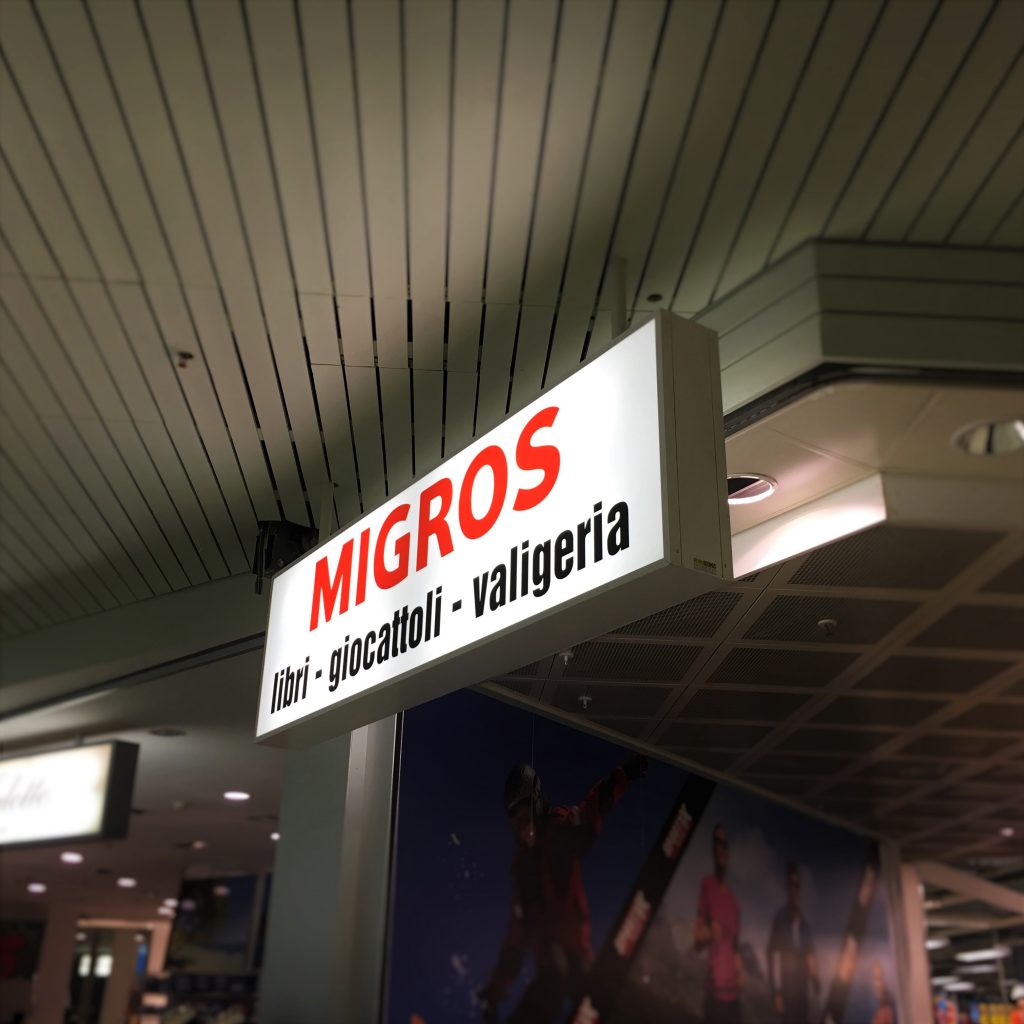 MIGROS
libri - giocattoli - valigeria